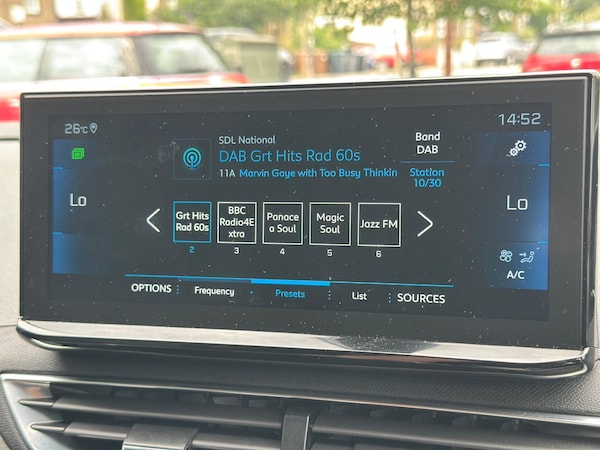 26°C
14:52
SDL National
DAB Grt Hits Rad 60s
11A Marvin Gaye with Too Busy Thinkin
Band
DAB
Station
10/30
Lo
Lo
Grt Hits
Rad 60s
2
BBC
Radio4E
xtra
3
Panace
a Soul
4
Magic
Soul
5
Jazz FM
6
A/C
OPTIONS
Frequency
Presets
List
SOURCES